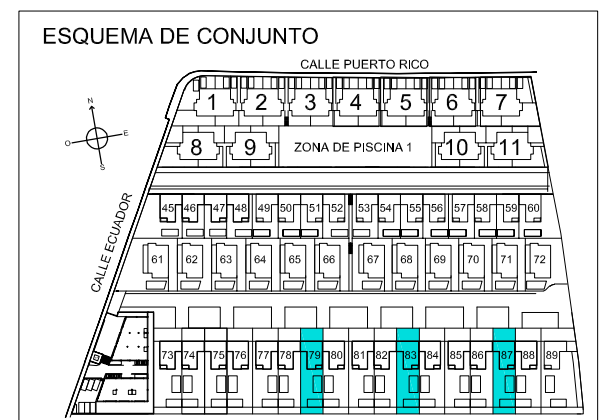 ESQUEMA DE CONJUNTO
CALLE PUERTO RICO
1 2 3 4 5 6 7
N
O E
S
8 9 ZONA DE PISCINA 1 10 11
CALLE ECUADOR
45 46 47 48 49 50 51 52 53 54 55 56 57 58 59 60
61 62 63 64 65 66 67 68 69 70 71 72
73 74 75 76 77 78 79 80 81 82 83 84 85 86 87 88 89